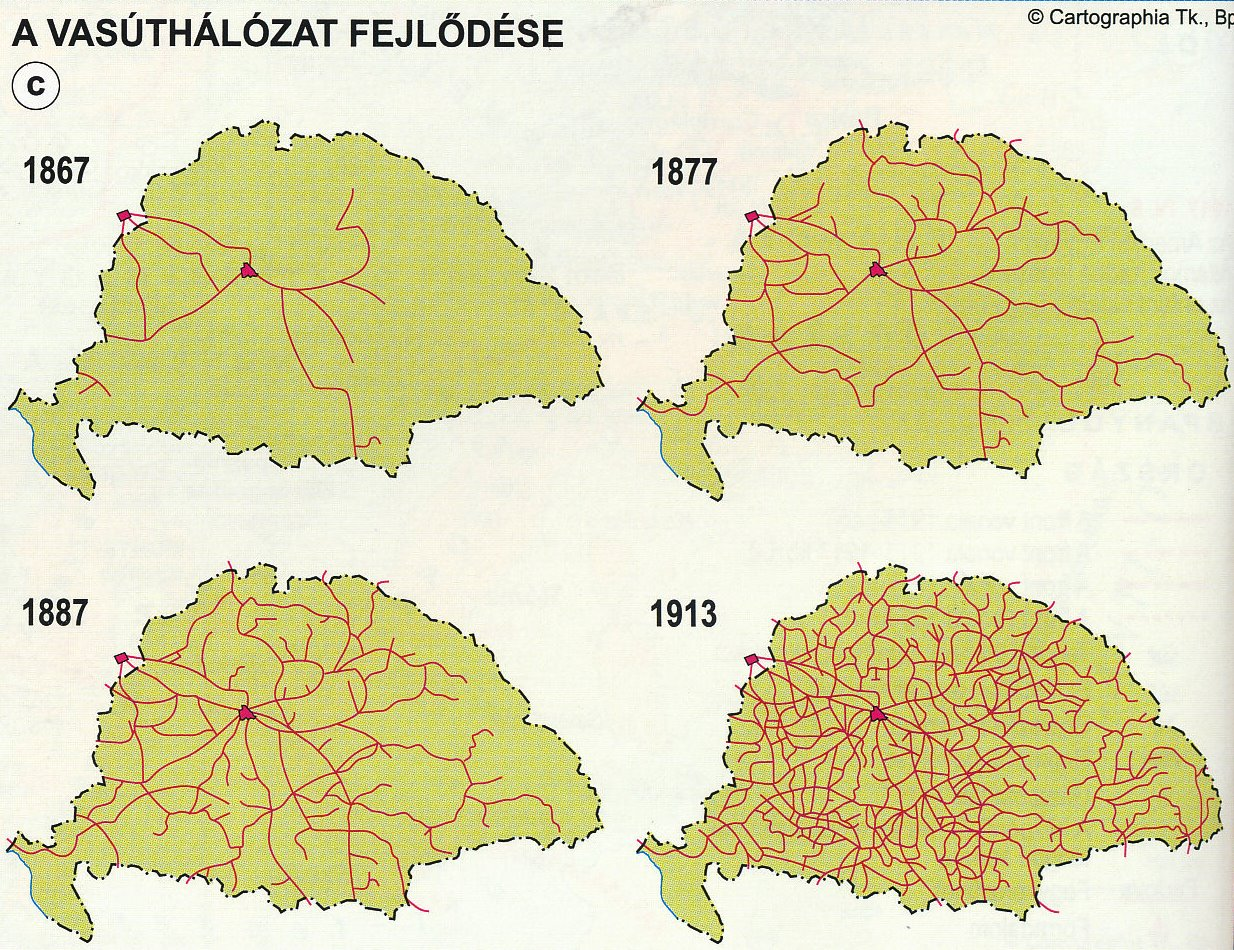 A VASÚTHÁLÓZAT FEJLŐDÉSE
© Cartographia Tk., Bp
C
1867
1877
1887
1913